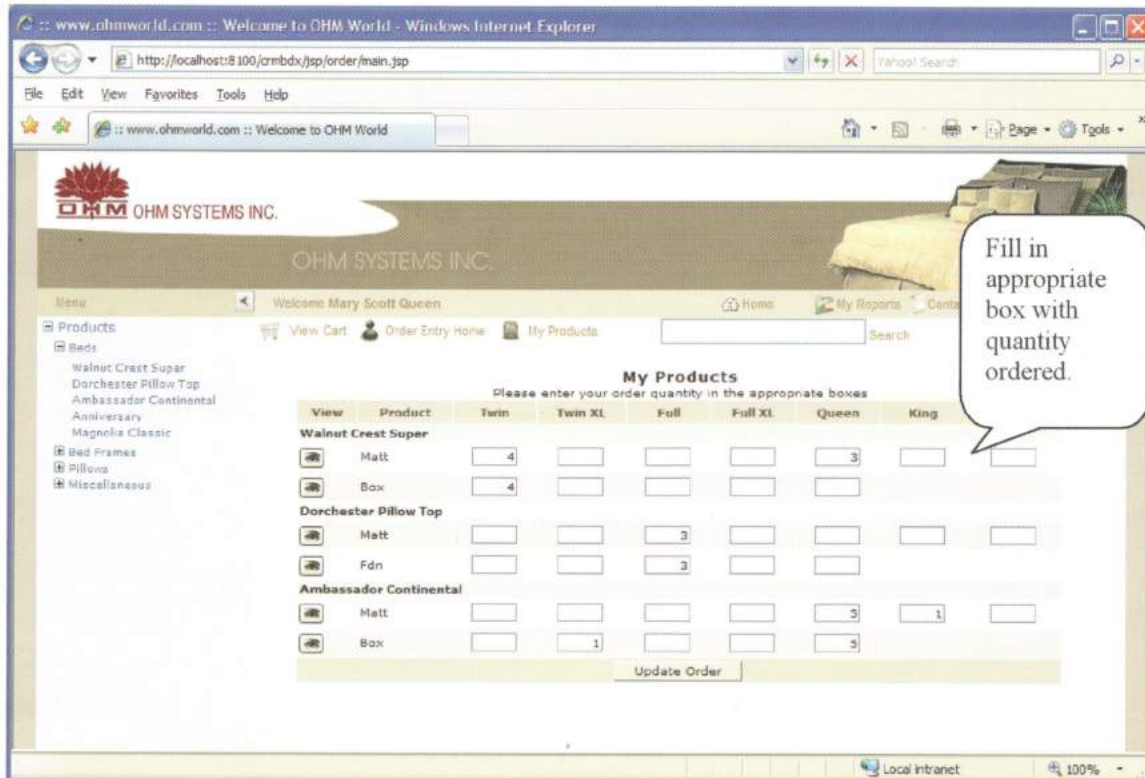 :: www.ohmworld.com :: Welcome to OHM World - Windows Internet Explorer
http://localhost:8100/crmbdx/jsp/order/main.jsp
Yahoo! Search
File Edit View Favorites Tools Help
:: www.ohmworld.com :: Welcome to OHM World
Page Tools
OHM OHM SYSTEMS INC.
OHM SYSTEMS INC.
Fill in
appropriate
box with
quantity
ordered.
Menu
Welcome Mary Scott Queen Home My Reports Conta
Products
Beds
Walnut Crest Super
Dorchester Pillow Top
Ambassador Continental
Anniversary
Magnolia Classic
Bed Frames
Pillows
Miscellaneous
View Cart Order Entry Home My Products Search
My Products
Please enter your order quantity in the appropriate boxes
View Product Twin Twin XL Full Full XL Queen King
Walnut Crest Super
Matt 4 3
Box 4
Dorchester Pillow Top
Matt 3
Fdn 3
Ambassador Continental
Matt 5 1
Box 1 5
Update Order
Local intranet 100%